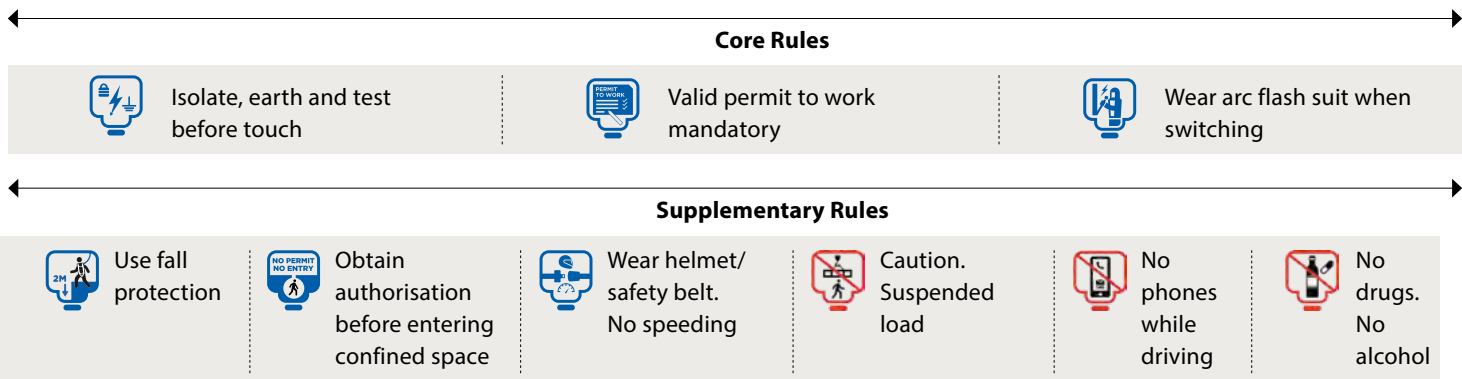 Core Rules
Isolate, earth and test
before touch
PERMIT
TO WORK
Valid permit to work
mandatory
Wear arc flash suit when
switching
Supplementary Rules
2M
Use fall
protection
NO PERMIT
NO ENTRY
Obtain
authorisation
before entering
confined space
Wear helmet/
safety belt.
No speeding
Caution.
Suspended
load
No
phones
while
driving
No
drugs.
No
alcohol